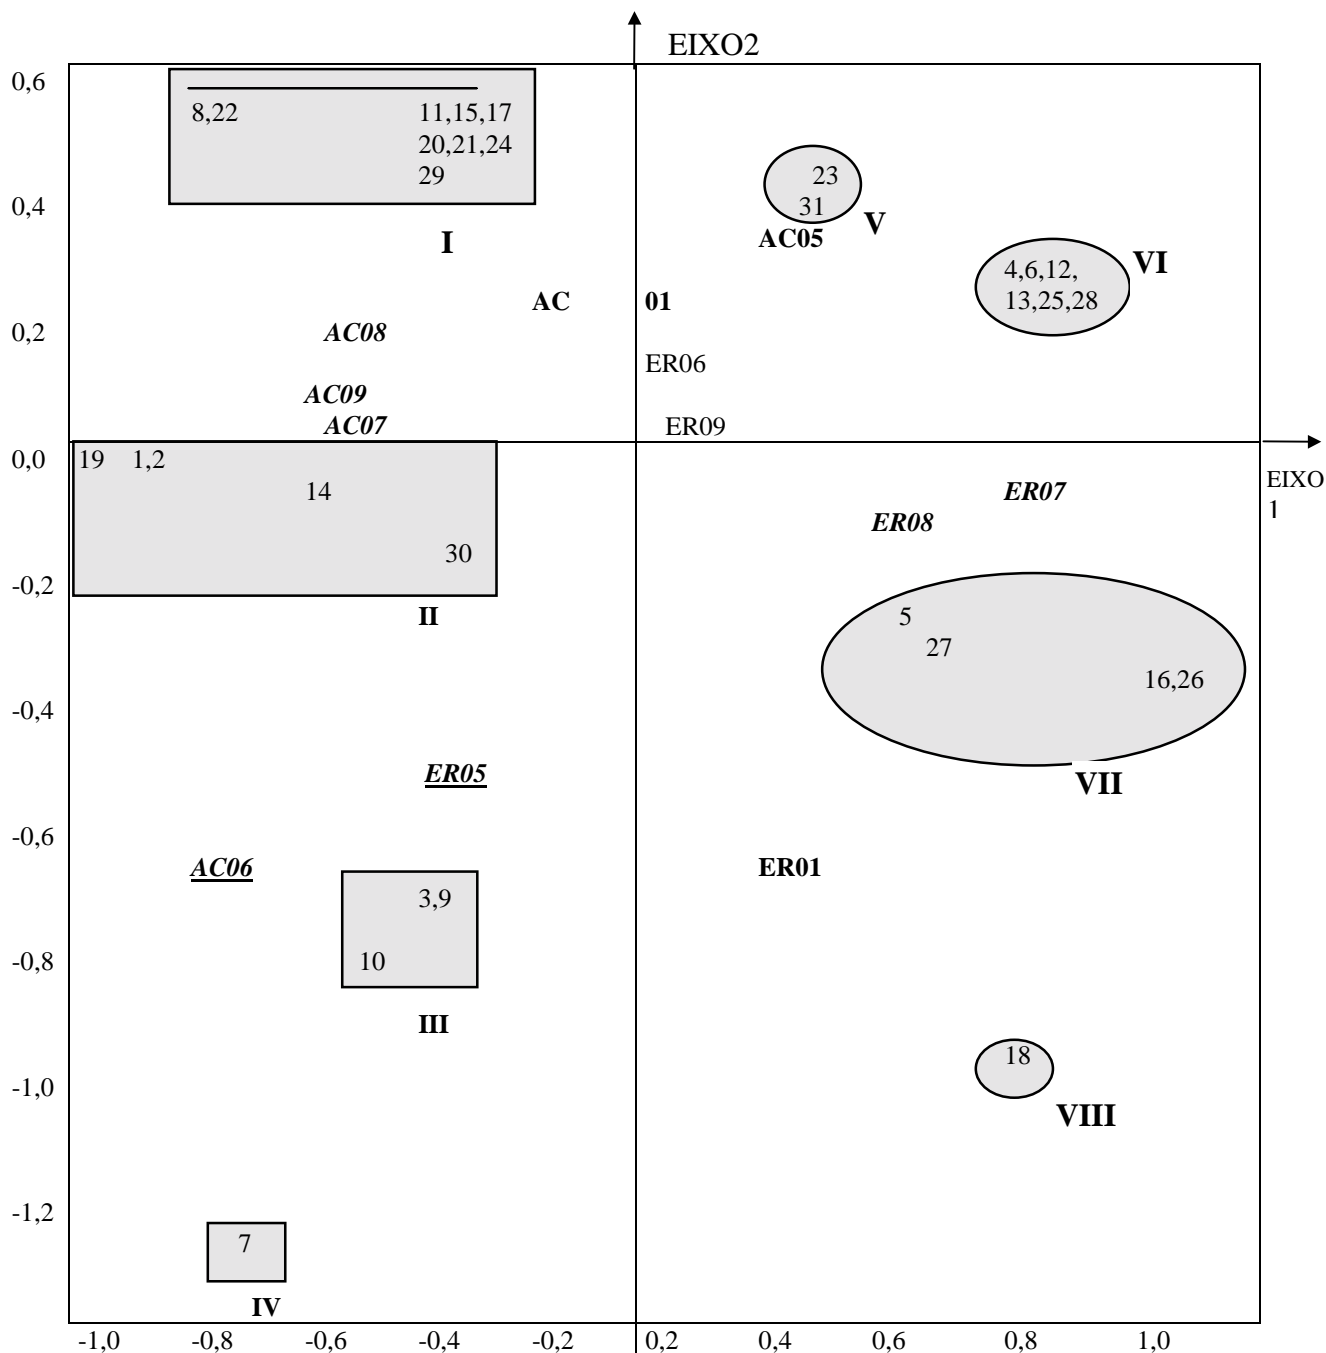 EIXO2
0,6
8,22 11,15,17
20,21,24
23
29
0,4
31
I
V
AC05
VI
4,6,12,
AC 01
13,25,28
0,2
AC08
ER06
AC09
AC07
ER09
0,0
19 1,2
EIXO
1
14
ER07
ER08
30
-0,2
II
5
27
16,26
-0,4
ER05
VII
-0,6
AC06
ER01
3,9
-0,8
10
III
18
-1,0
VIII
-1,2
7
IV
-1,0 -0,8 -0,6 -0,4 -0,2 0,2 0,4 0,6 0,8 1,0